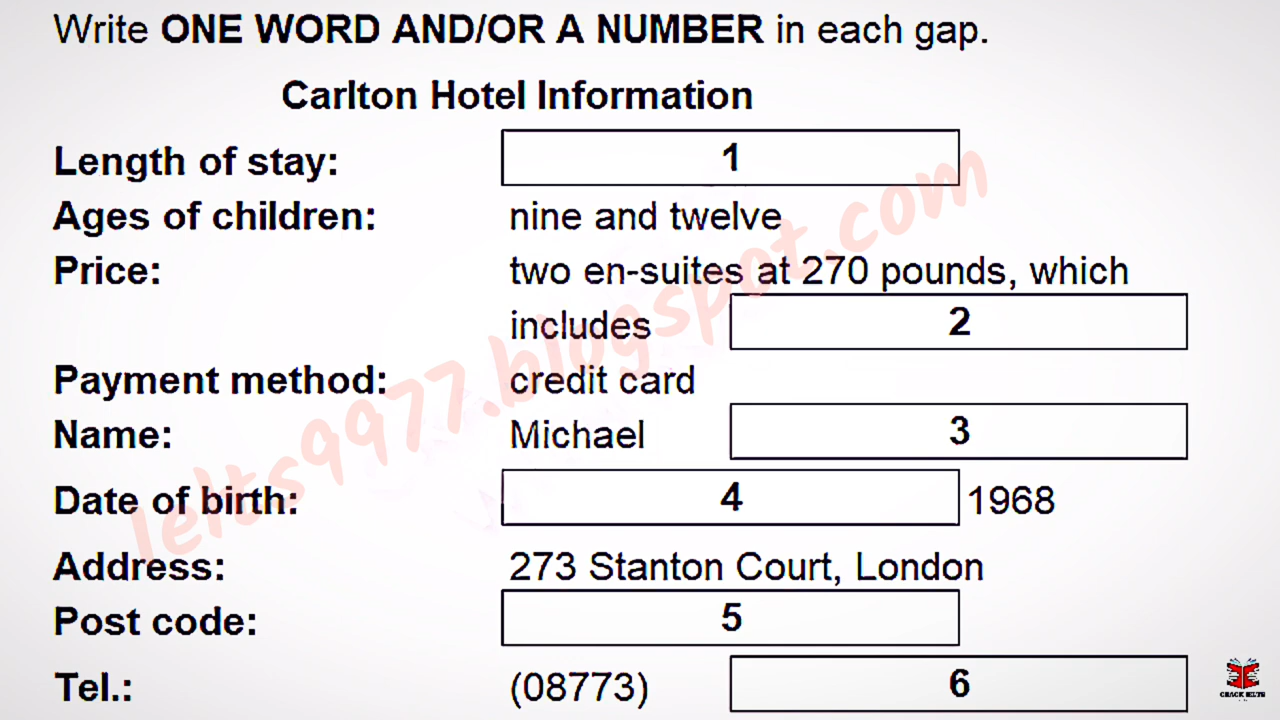 Write ONE WORD AND/OR A NUMBER in each gap.
Carlton Hotel Information
Length of stay: 1
Ages of children: nine and twelve
Price: two en-suites at 270 pounds, which
includes 2
Payment method: credit card
Name: Michael 3
Date of birth: 4 1968
Address: 273 Stanton Court, London
Post code: 5
Tel.: (08773) 6
Ielts9977.blogspot.com
CRACK IELTS